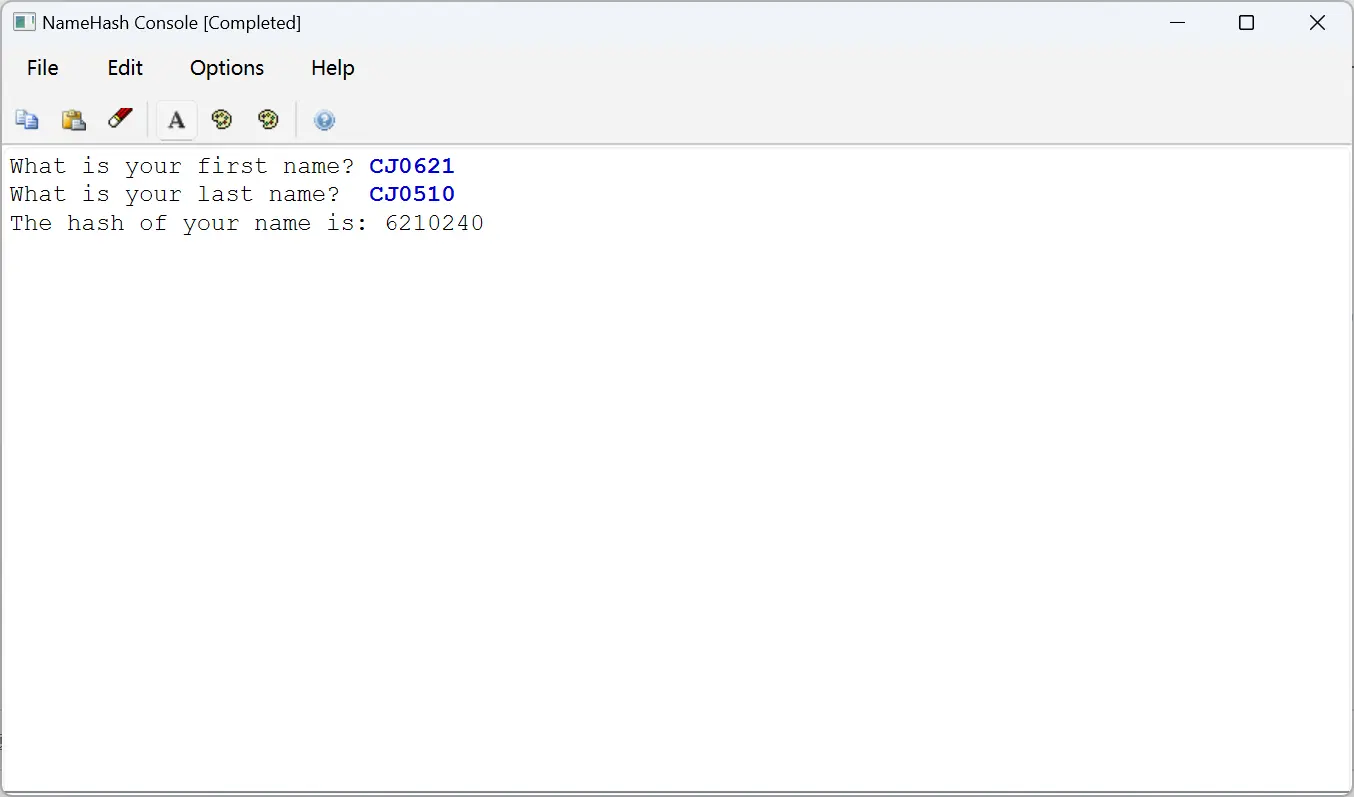 NameHash Console [Completed]
File Edit Options Help
A
What is your first name? CJ0621
What is your last name?  CJ0510
The hash of your name is: 6210240